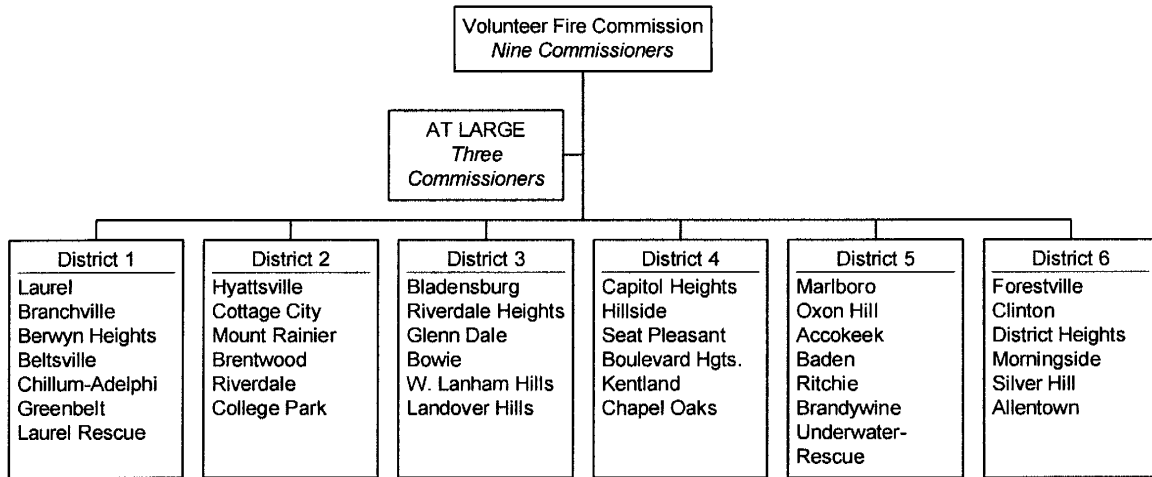 Volunteer Fire Commission
Nine Commissioners
AT LARGE
Three
Commissioners
District 1
Laurel
Branchville
Berwyn Heights
Beltsville
Chillum-Adelphi
Greenbelt
Laurel Rescue
District 2
Hyattsville
Cottage City
Mount Rainier
Brentwood
Riverdale
College Park
District 3
Bladensburg
Riverdale Heights
Glenn Dale
Bowie
W. Lanham Hills
Landover Hills
District 4
Capitol Heights
Hillside
Seat Pleasant
Boulevard Hgts.
Kentland
Chapel Oaks
District 5
Marlboro
Oxon Hill
Accokeek
Baden
Ritchie
Brandywine
Underwater-
Rescue
District 6
Forestville
Clinton
District Heights
Morningside
Silver Hill
Allentown